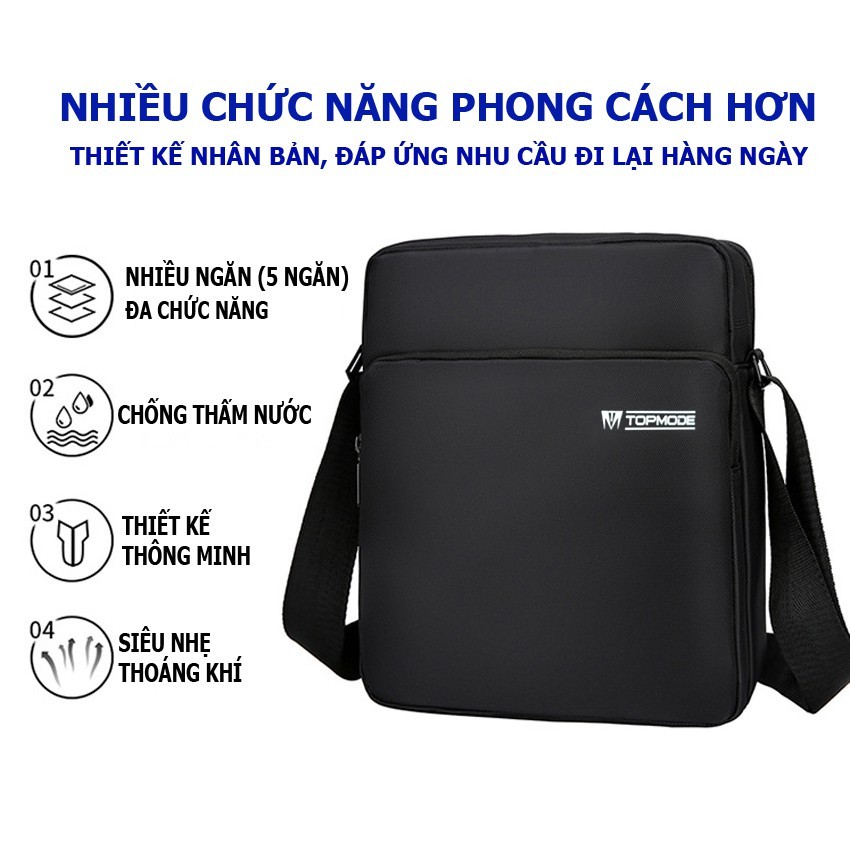 NHIỀU CHỨC NĂNG PHONG CÁCH HƠN
THIẾT KẾ NHÂN BẢN, ĐÁP ỨNG NHU CẦU ĐI LẠI HÀNG NGÀY
01
NHIỀU NGĂN (5 NGĂN)
ĐA CHỨC NĂNG
02
CHỐNG THẤM NƯỚC
03
THIẾT KẾ
THÔNG MINH
04
SIÊU NHẸ
THOÁNG KHÍ
TOPMODE